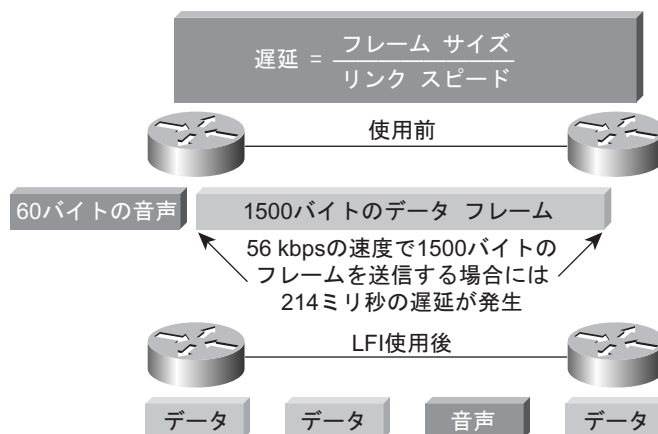 遅延 = フレーム サイズ
リンク スピード
使用前
60バイトの音声
1500バイトのデータ フレーム
56 kbpsの速度で1500バイトの
フレームを送信する場合には
214ミリ秒の遅延が発生
LFI使用後
データ
データ
音声
データ